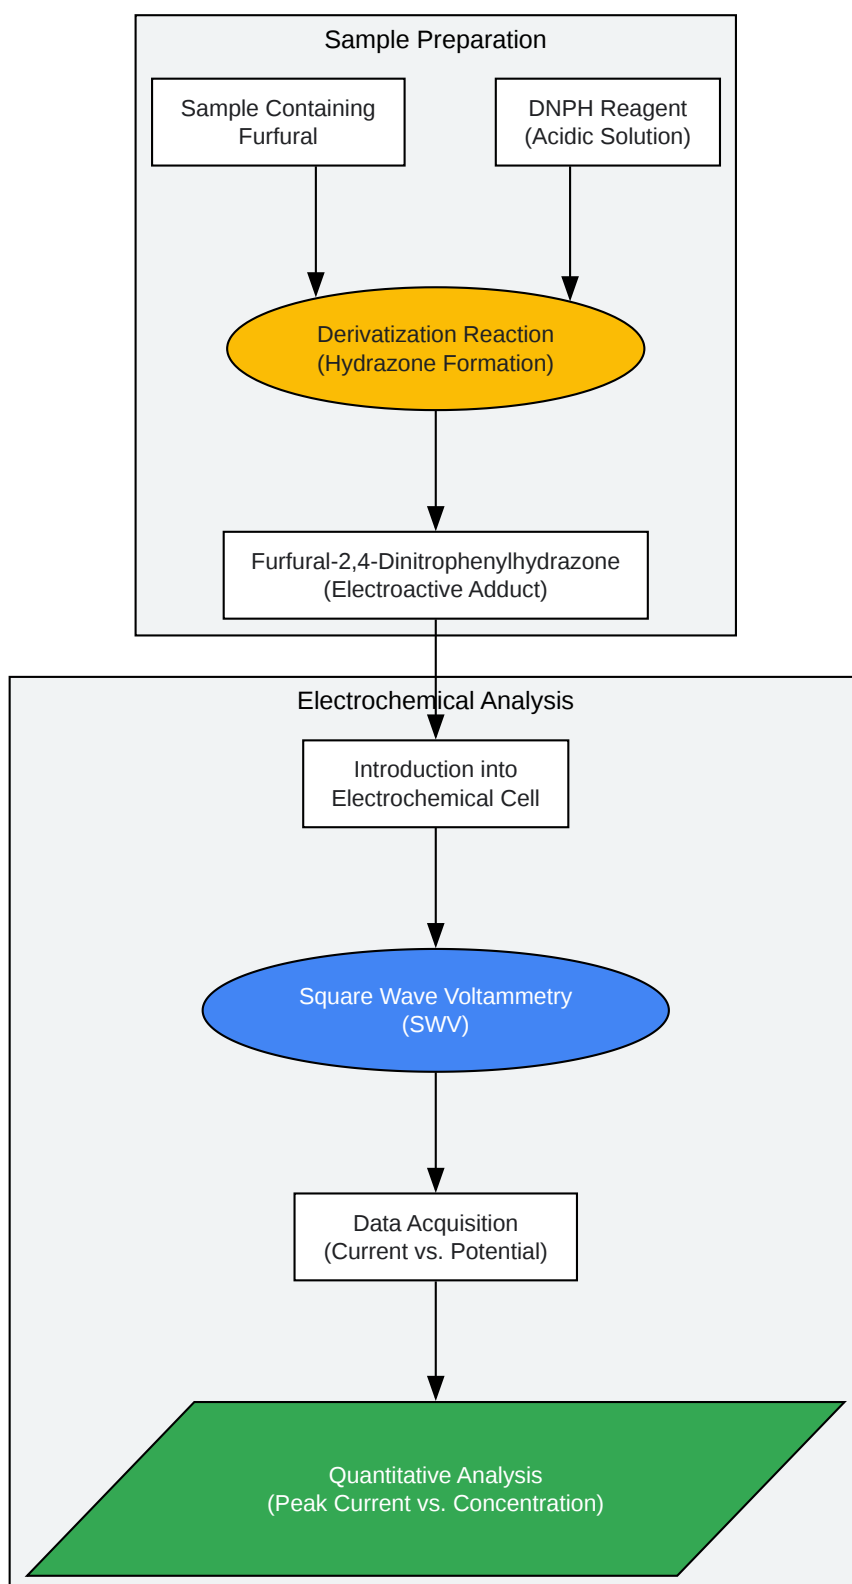 Sample Preparation
Sample Containing
Furfural
DNPH Reagent
(Acidic Solution)
Derivatization Reaction
(Hydrazone Formation)
Furfural-2,4-Dinitrophenylhydrazone
(Electroactive Adduct)
Electrochemical Analysis
Introduction into
Electrochemical Cell
Square Wave Voltammetry
(SWV)
Data Acquisition
(Current vs. Potential)
Quantitative Analysis
(Peak Current vs. Concentration)